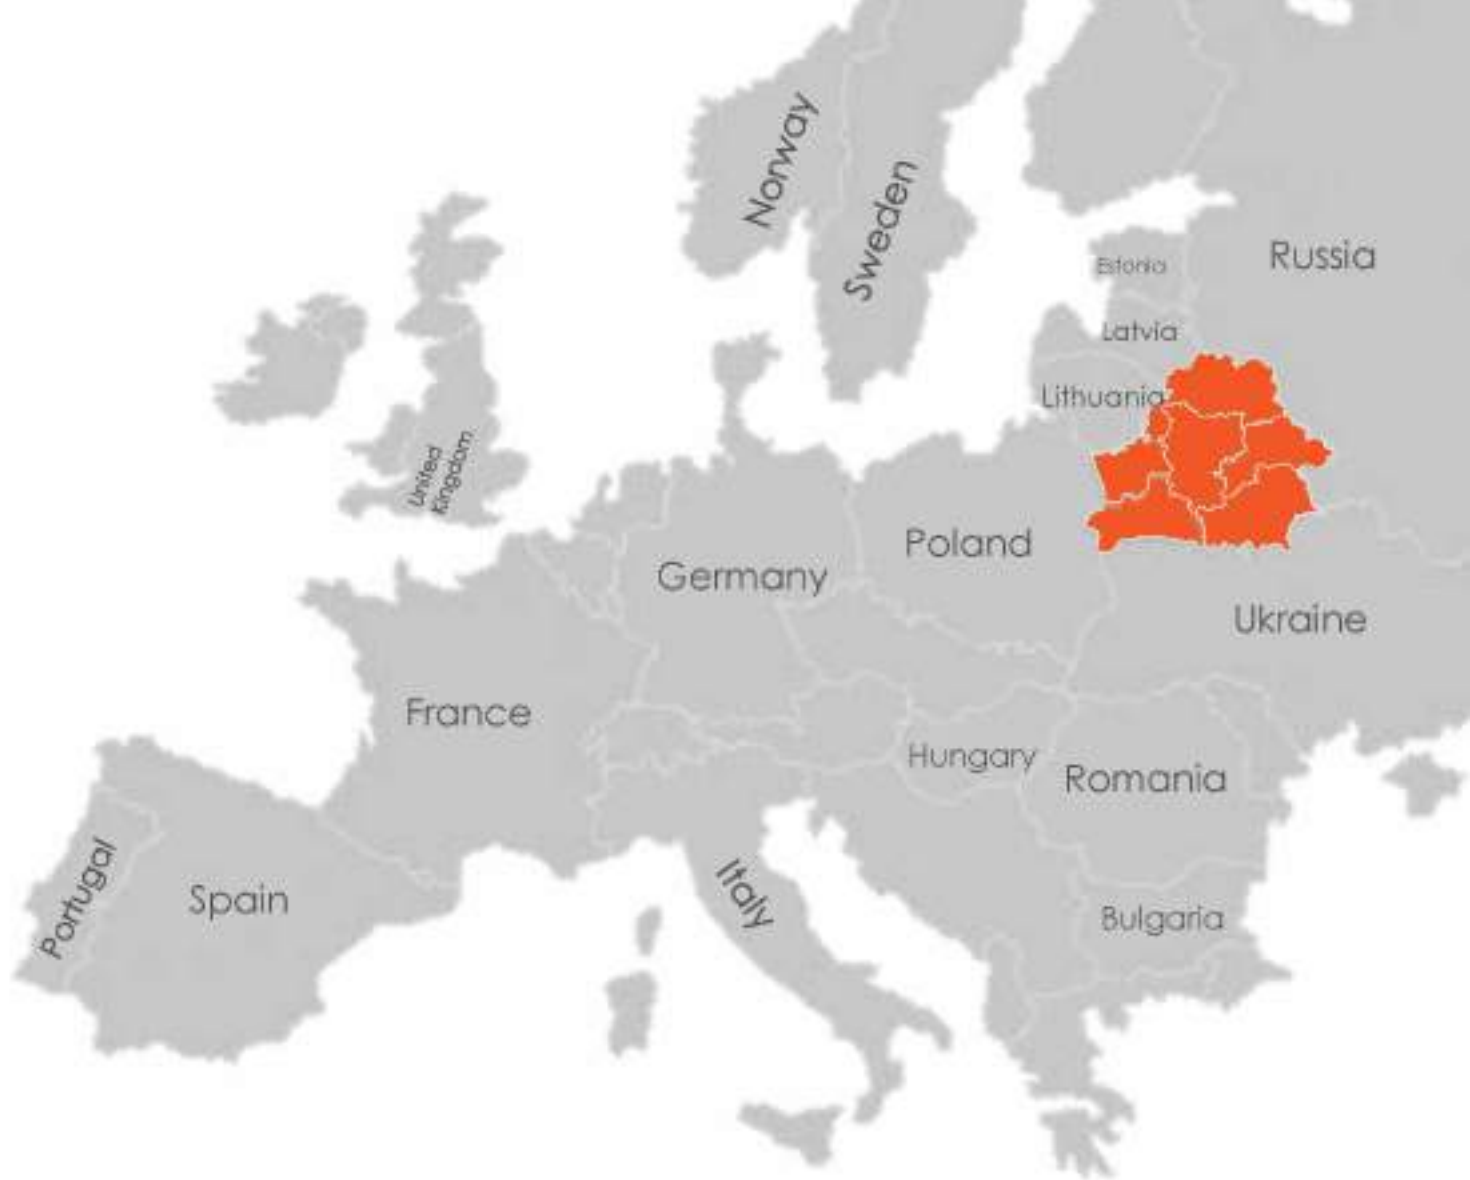 Norway
Sweden
Russia
Estonia
Latvia
Lithuania
United
Kingdom
Poland
Germany
Ukraine
France
Hungary
Romania
Portugal
Spain
Italy
Bulgaria